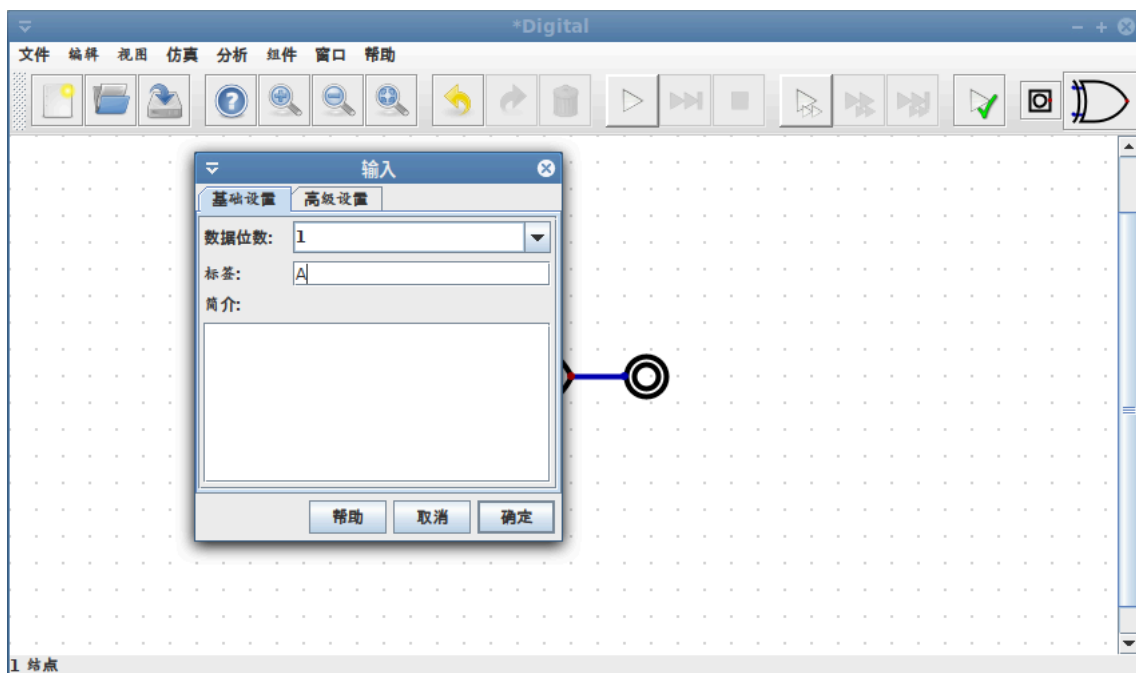 *Digital
文件 编辑 视图 仿真 分析 组件 窗口 帮助
输入
基础设置 高级设置
数据位数: 1
标签: A
简介:
帮助 取消 确定
1 结点